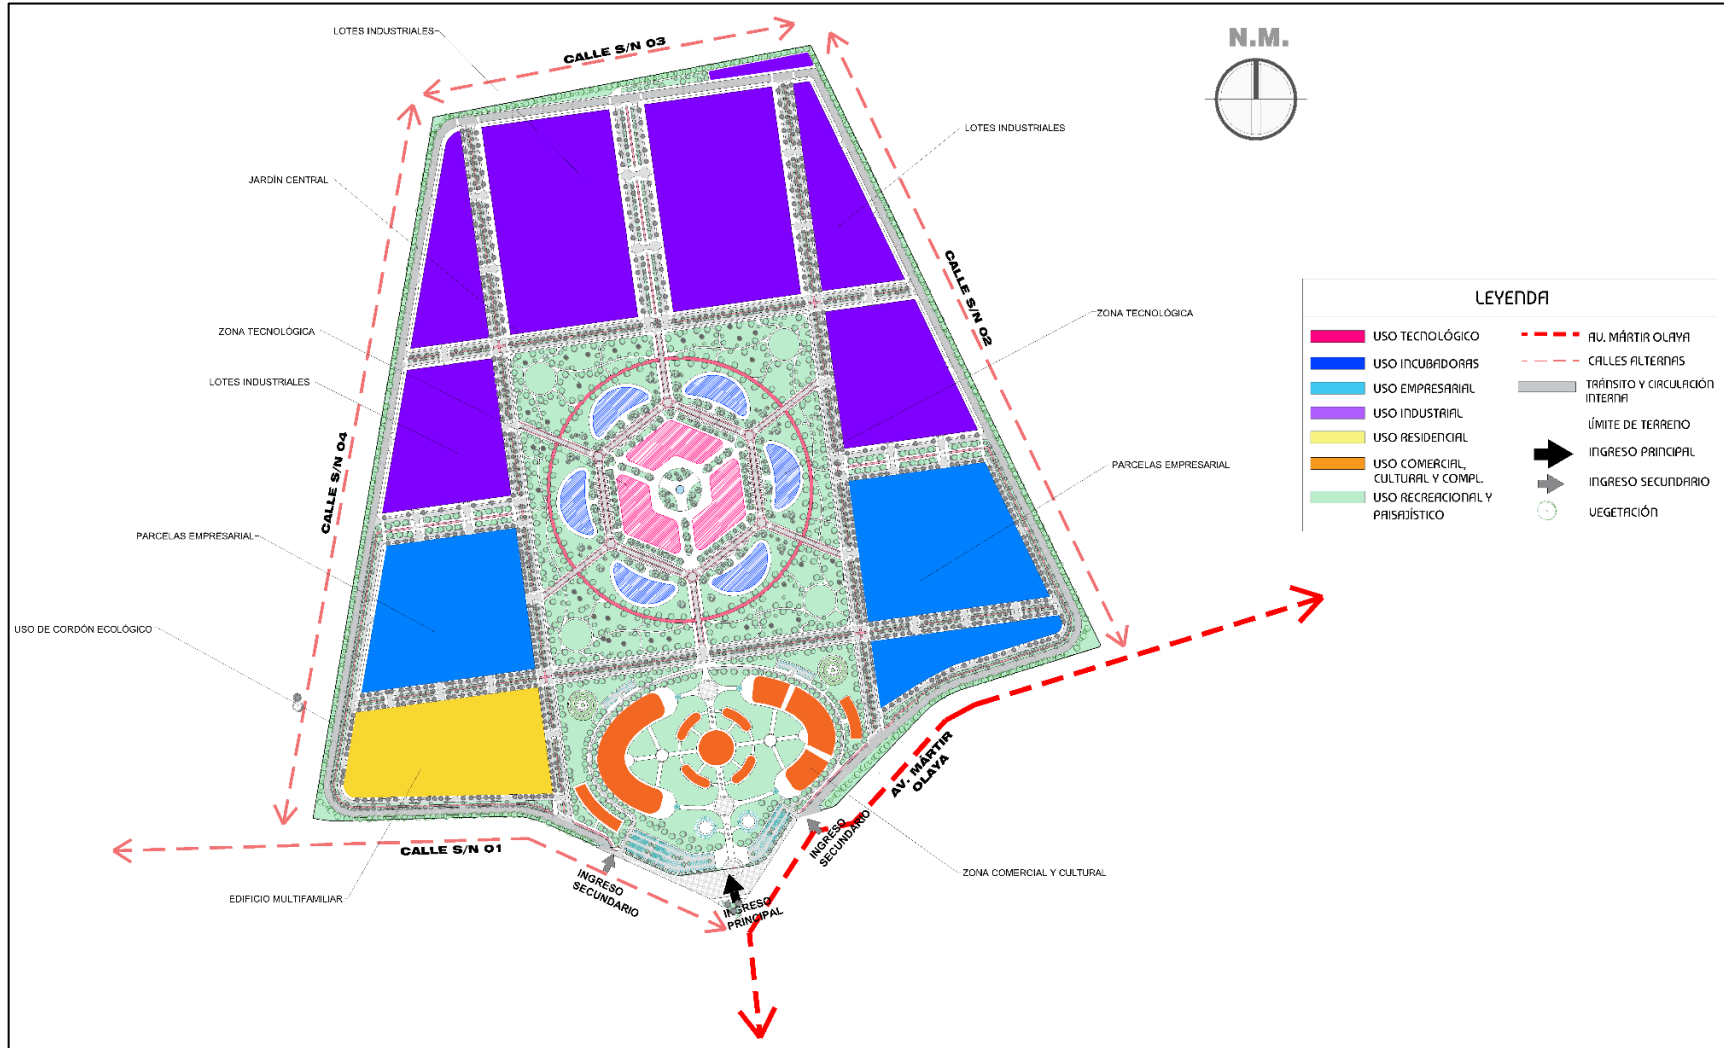 LOTES INDUSTRIALES
CALLE S/N 03
N.M.
LOTES INDUSTRIALES
JARDÍN CENTRAL
CALLE S/N 02
ZONA TECNOLÓGICA
ZONA TECNOLÓGICA
LOTES INDUSTRIALES
CALLE S/N 04
PARCELAS EMPRESARIAL
PARCELAS EMPRESARIAL
USO DE CORDÓN ECOLÓGICO
AV. MÁRTIR
OLAYA
CALLE S/N 01
EDIFICIO MULTIFAMILIAR
INGRESO
SECUNDARIO
INGRESO
PRINCIPAL
INGRESO
SECUNDARIO
ZONA COMERCIAL Y CULTURAL
LEYENDA
USO TECNOLÓGICO
USO INCUBADORAS
USO EMPRESARIAL
USO INDUSTRIAL
USO RESIDENCIAL
USO COMERCIAL,
CULTURAL Y COMPL.
USO RECREACIONAL Y
PAISAJÍSTICO
AV. MÁRTIR OLAYA
CALLES ALTERNAS
TRÁNSITO Y CIRCULACIÓN
INTERNA
LÍMITE DE TERRENO
INGRESO PRINCIPAL
INGRESO SECUNDARIO
VEGETACIÓN